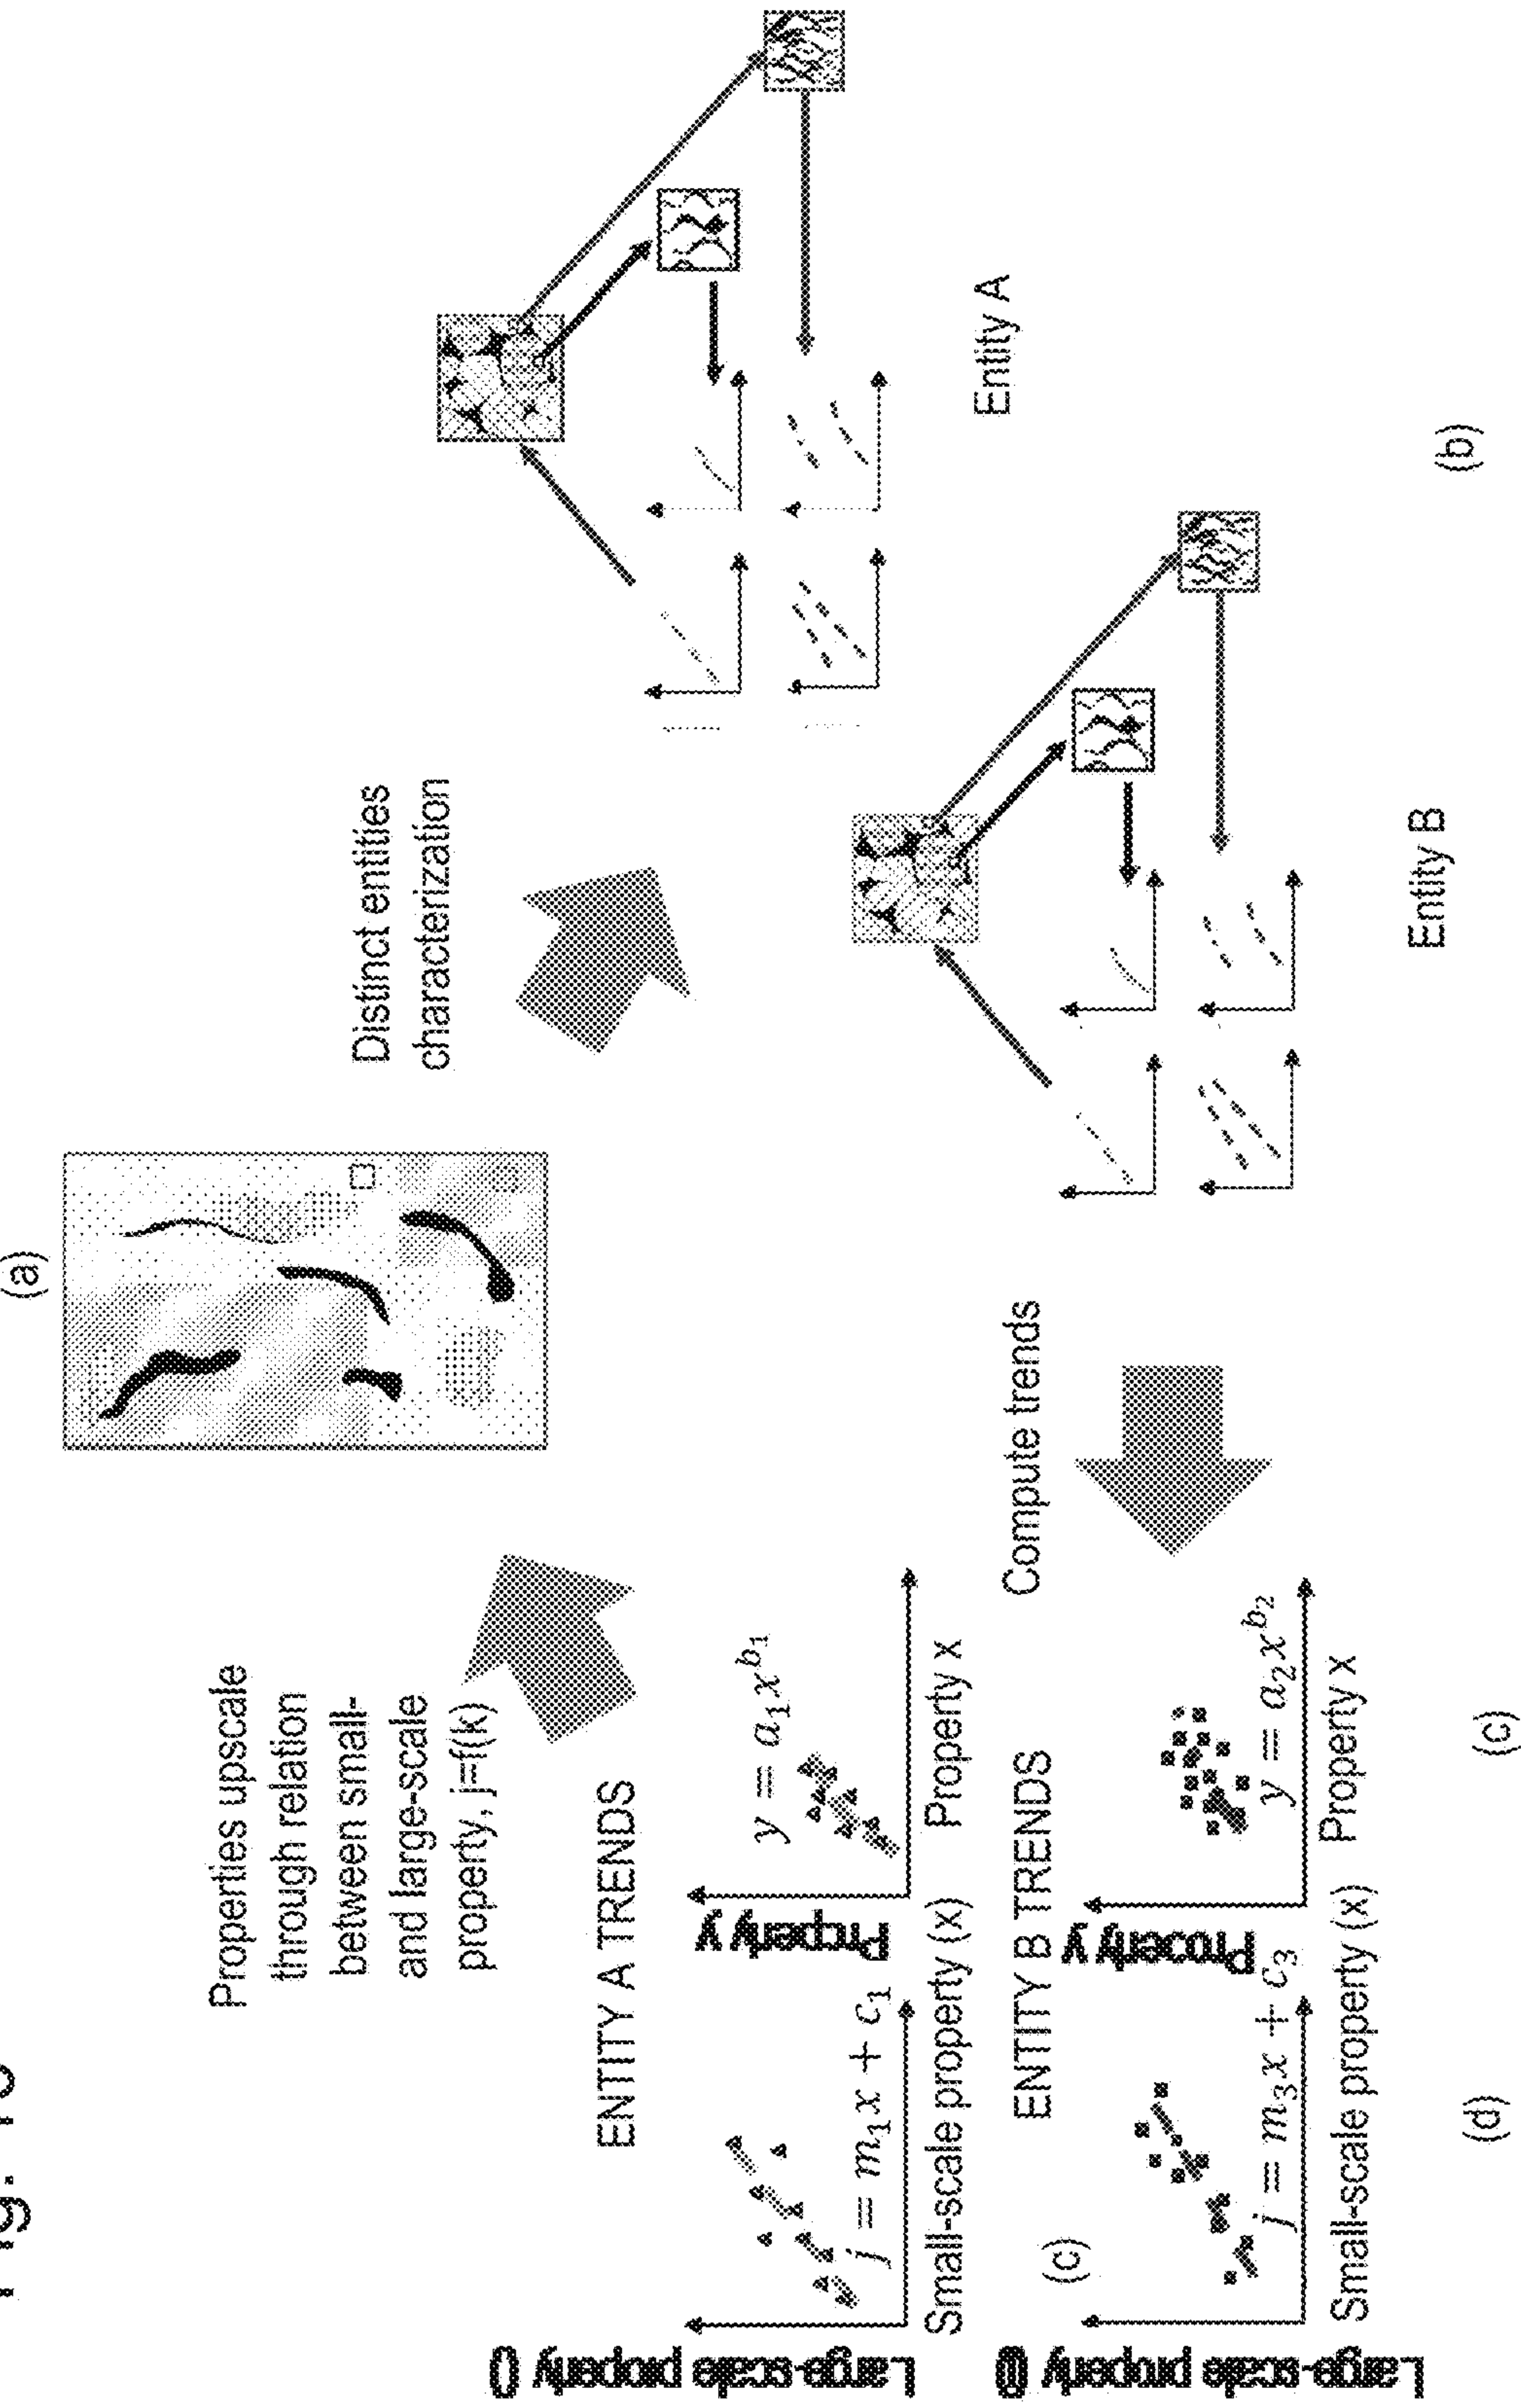 (a)
Properties upscale
through relation
between small-
and large-scale
property, j=f(k)
Distinct entities
characterization
ENTITY A TRENDS
Large-scale property ()
j = m₁x + c₁
Small-scale property (x)
Property y
y = a₁x^b₁
Property x
Compute trends
Entity A
(c)
ENTITY B TRENDS
Large-scale property
j = m₃x + c₃
Small-scale property (x)
Property y
y = a₂x^b₂
Property x
Entity B
(d)
(c)
(b)